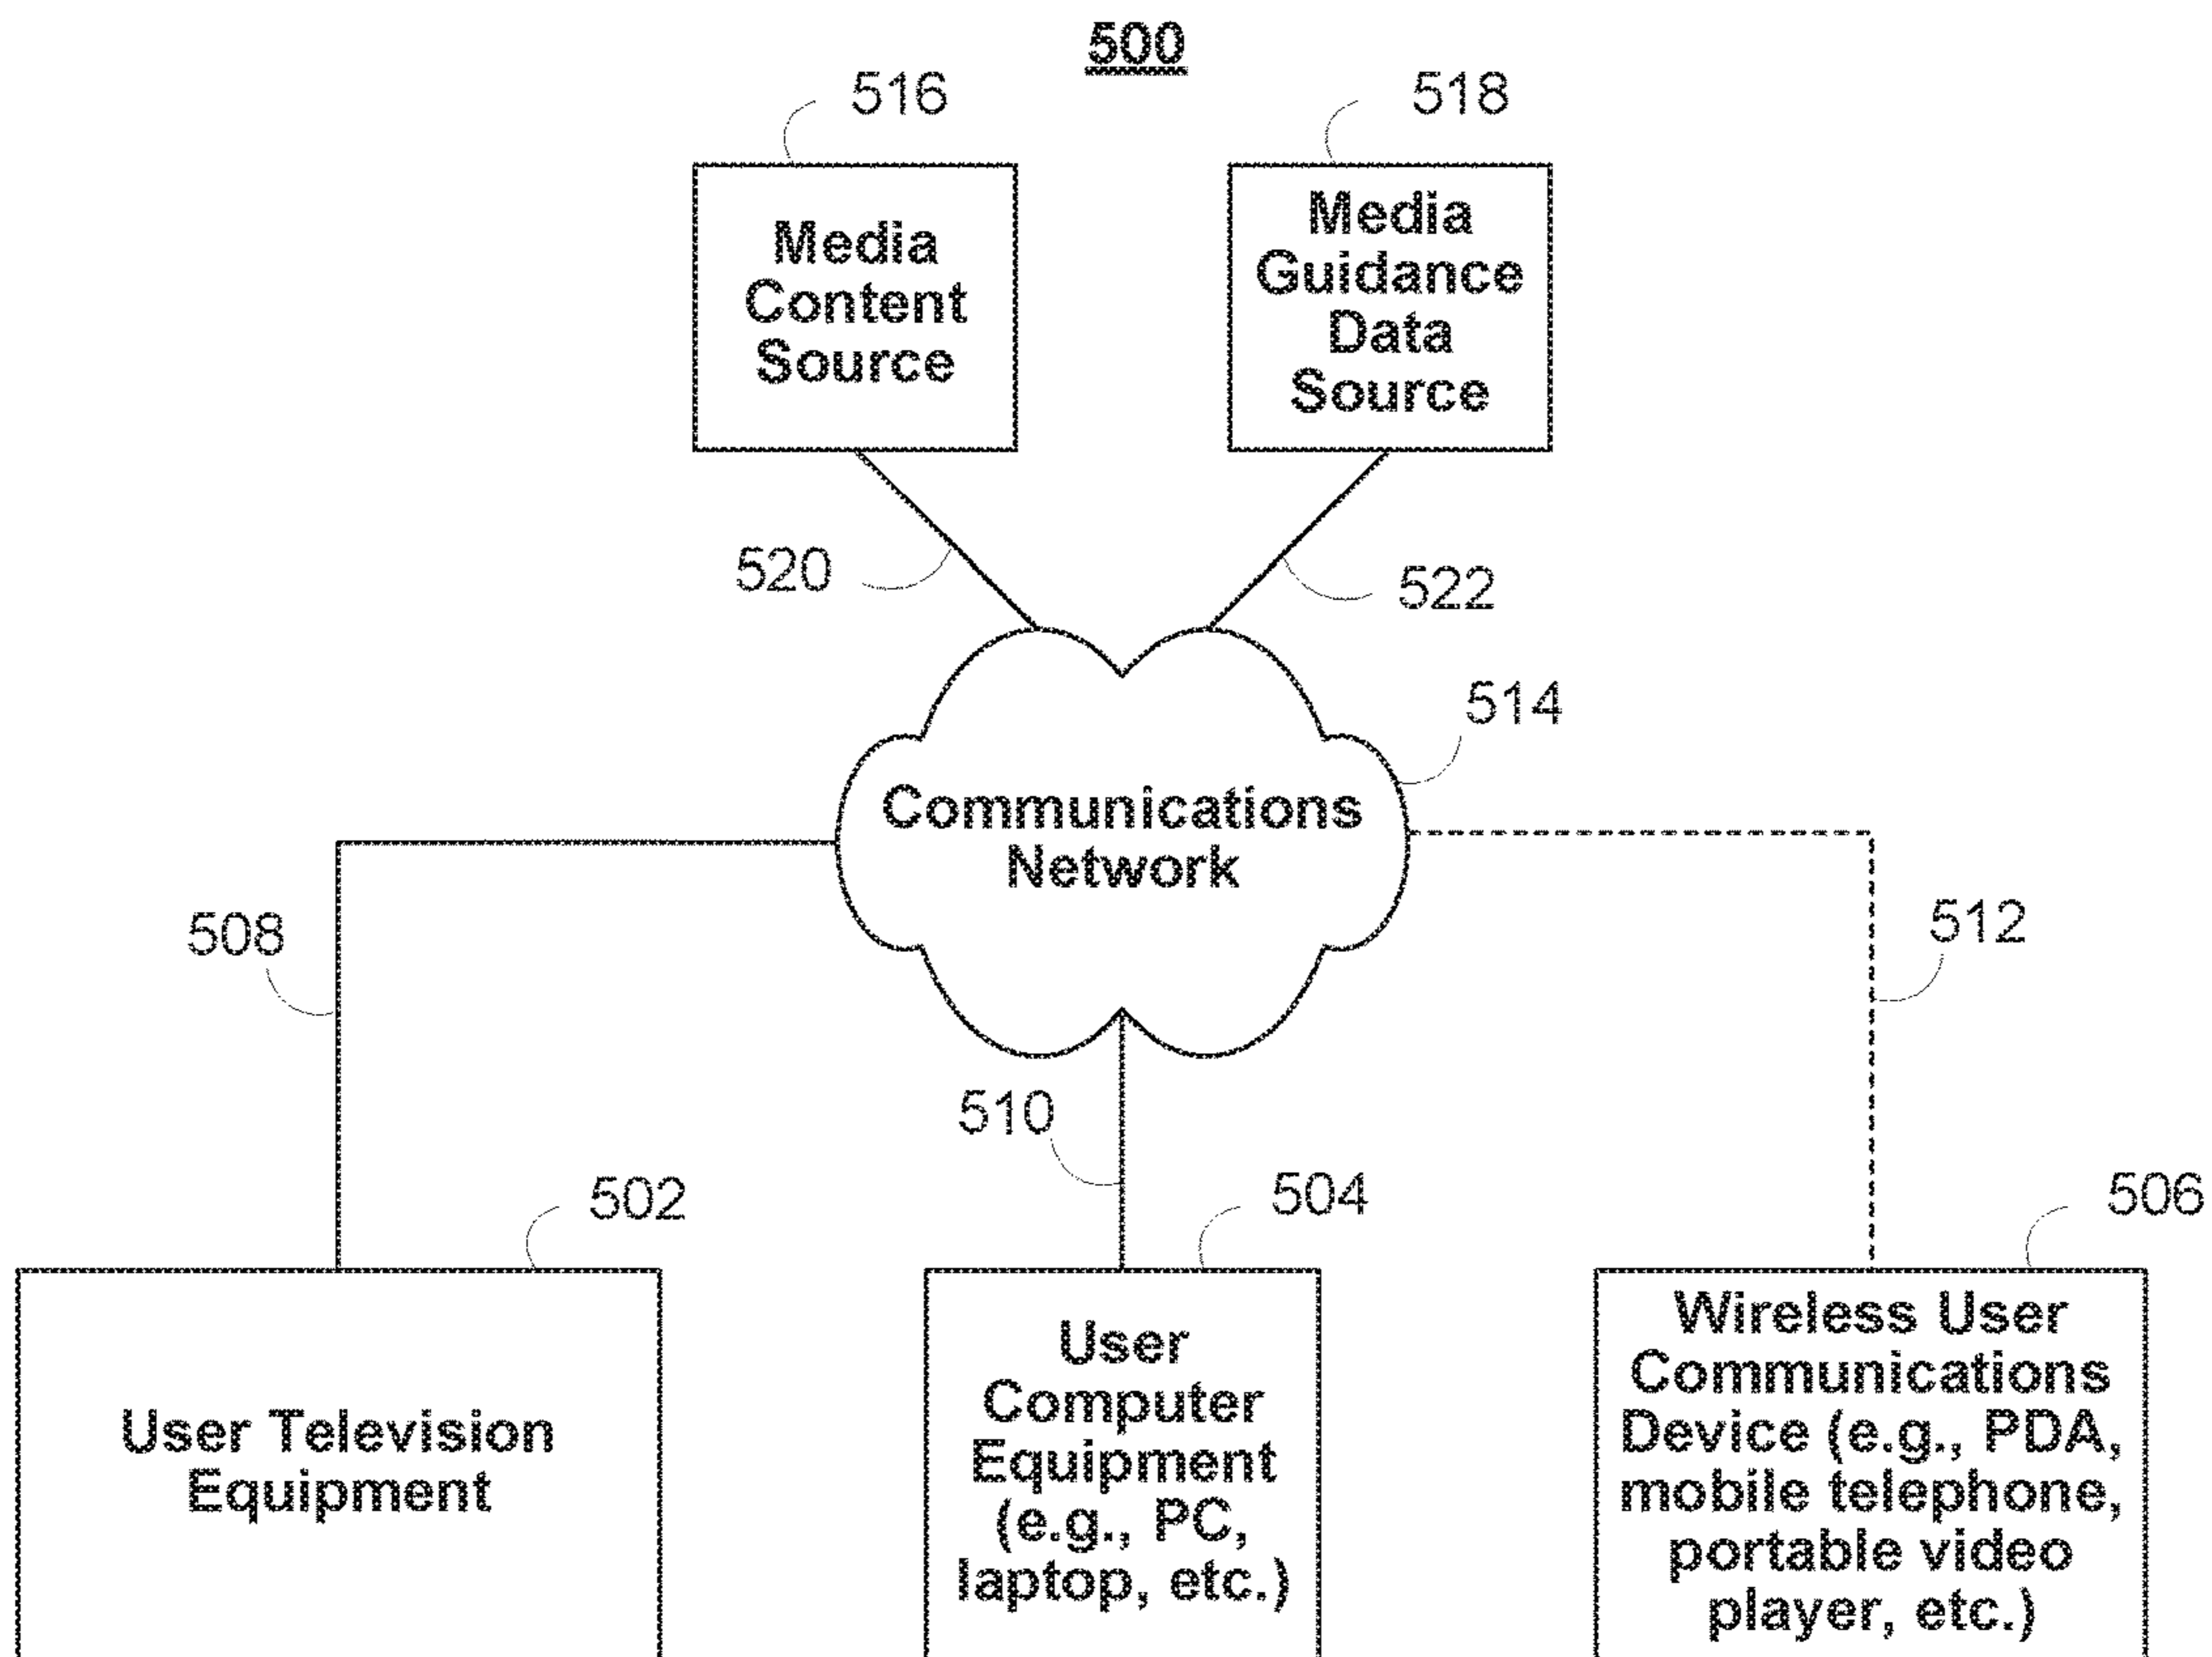 500
516
518
Media
Content
Source
Media
Guidance
Data
Source
520
522
514
Communications
Network
508
512
510
502
504
506
User Television
Equipment
User
Computer
Equipment
(e.g., PC,
laptop, etc.)
Wireless User
Communications
Device (e.g., PDA,
mobile telephone,
portable video
player, etc.)